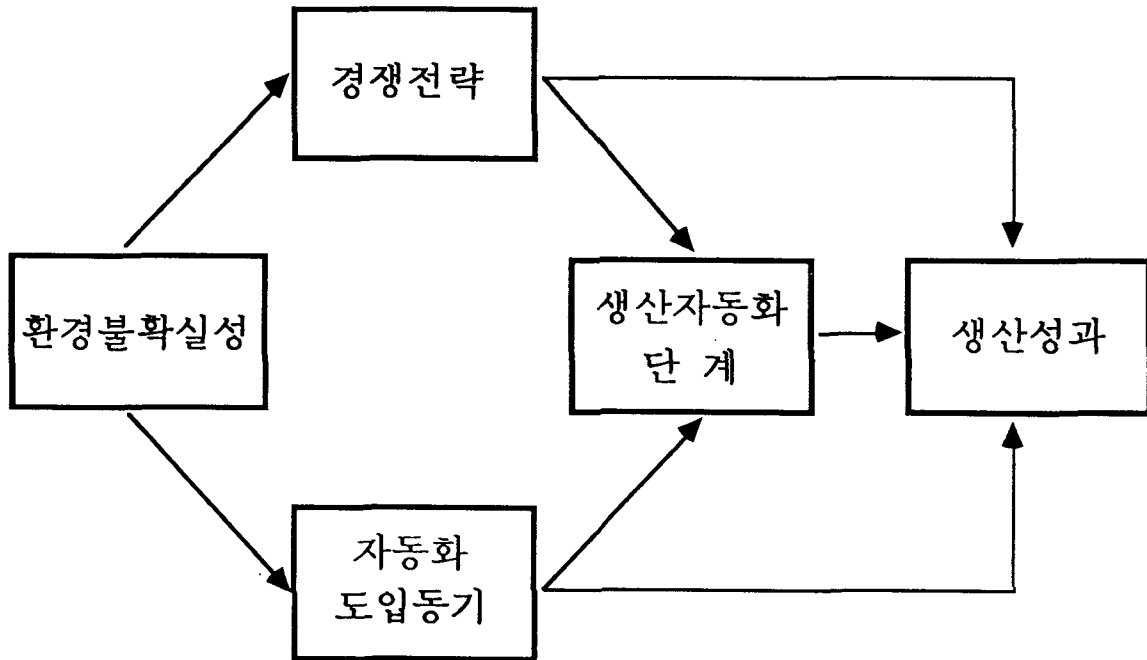 경쟁전략
환경불확실성
생산자동화
단 계
생산성과
자동화
도입동기